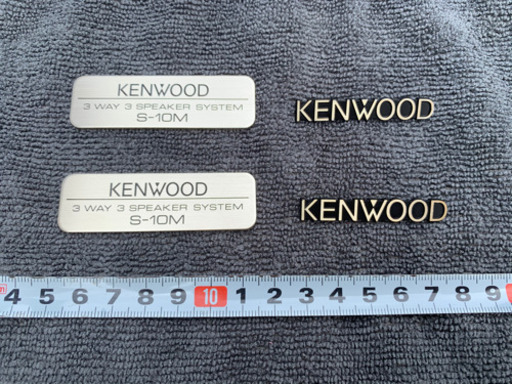 KENWOOD
3 WAY 3 SPEAKER SYSTEM
S-10M
KENWOOD
KENWOOD
3 WAY 3 SPEAKER SYSTEM
S-10M
KENWOOD
4 5 6 7 8 9 10 1 2 3 4 5 6 7 8 9